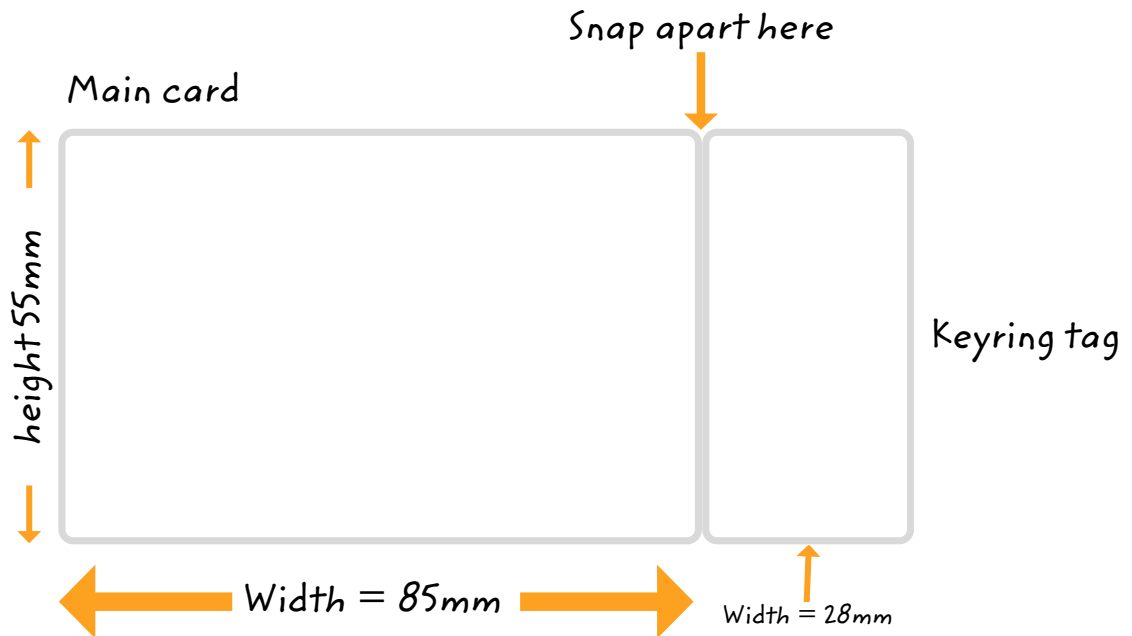 Snap apart here
Main card
height 55mm
Keyring tag
Width = 85mm
Width = 28mm